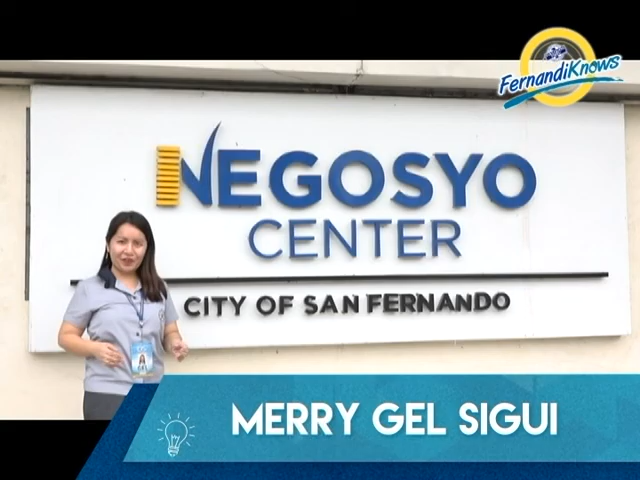 FernandiKnows
NEGOSYO
CENTER
CITY OF SAN FERNANDO
MERRY GEL SIGUI